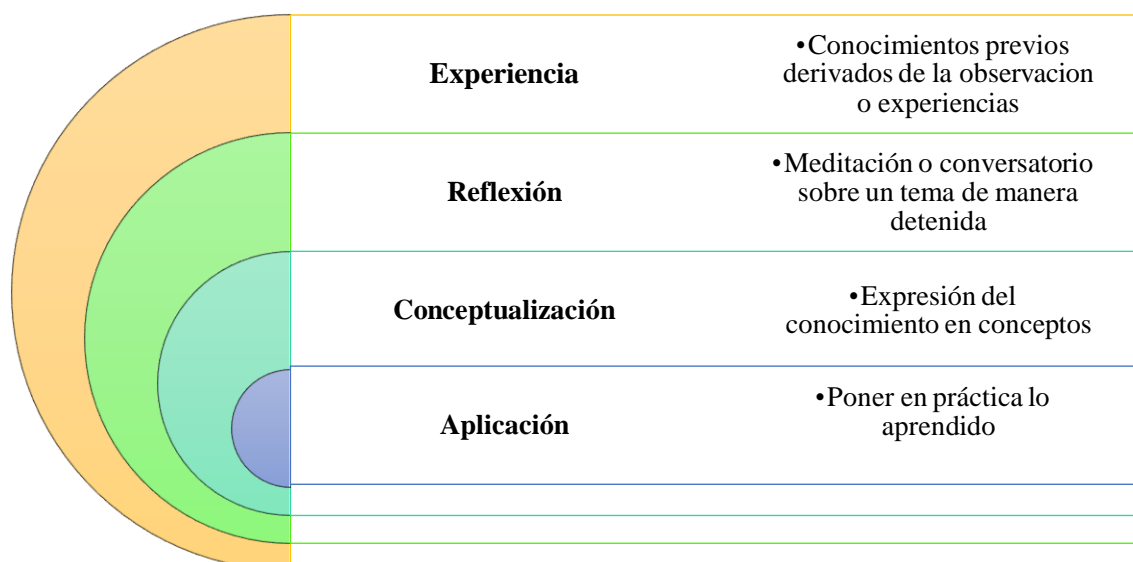 Experiencia
•Conocimientos previos
derivados de la observacion
o experiencias
Reflexión
•Meditación o conversatorio
sobre un tema de manera
detenida
Conceptualización
•Expresión del
conocimiento en conceptos
Aplicación
•Poner en práctica lo
aprendido